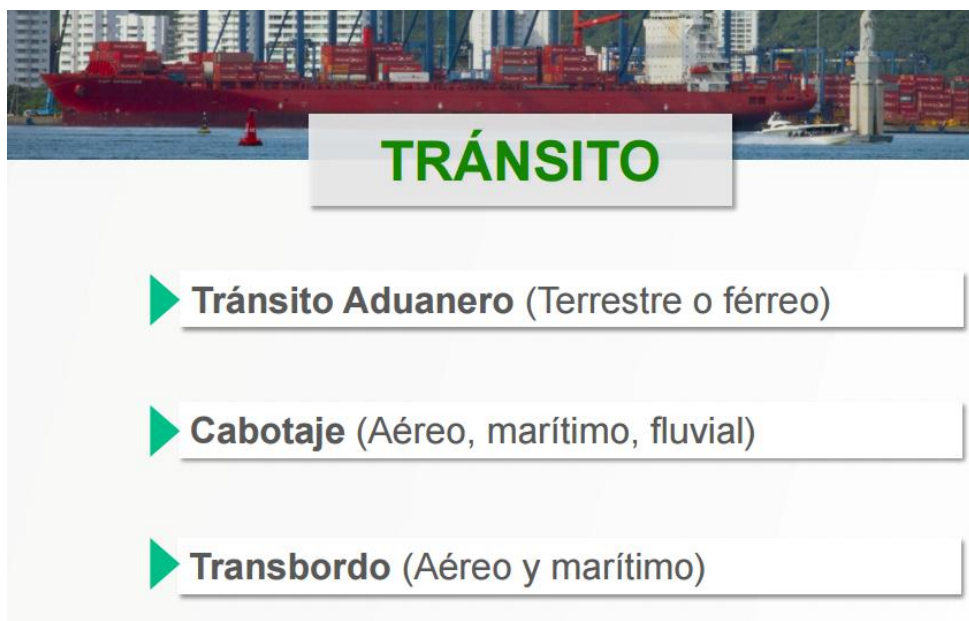 TRÁNSITO
Tránsito Aduanero (Terrestre o férreo)
Cabotaje (Aéreo, marítimo, fluvial)
Transbordo (Aéreo y marítimo)